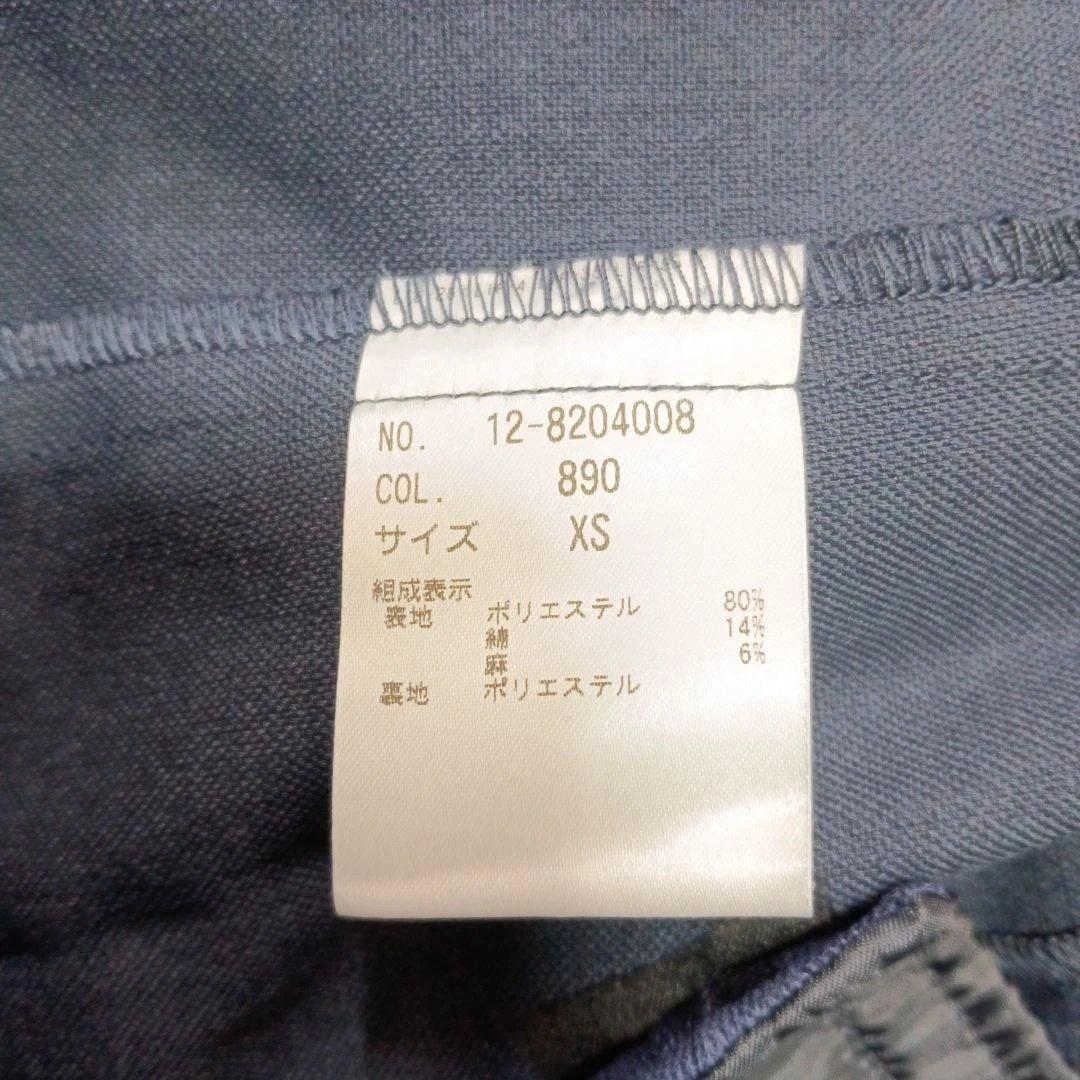 NO. 12-8204008
COL. 890
サイズ XS
組成表示
表地 ポリエステル 80%
綿 14%
麻 6%
裏地 ポリエステル